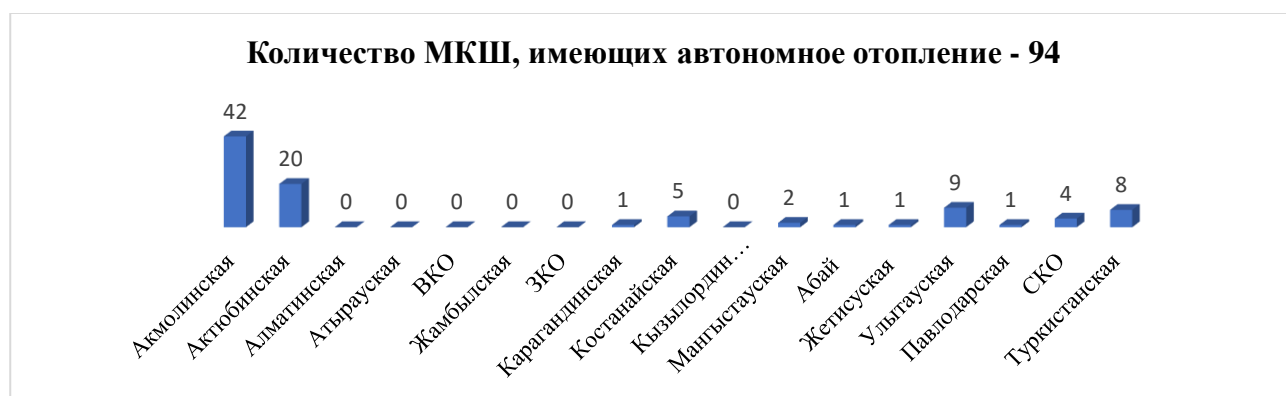 Количество МКШ, имеющих автономное отопление - 94
42
20
0
0
0
0
0
1
5
0
2
1
1
9
1
4
8
Акмолинская
Актюбинская
Алматинская
Атырауская
ВКО
Жамбылская
ЗКО
Карагандинская
Костанайская
Кызылордин…
Мангыстауская
Абай
Жетисуская
Улытауская
Павлодарская
СКО
Туркистанская